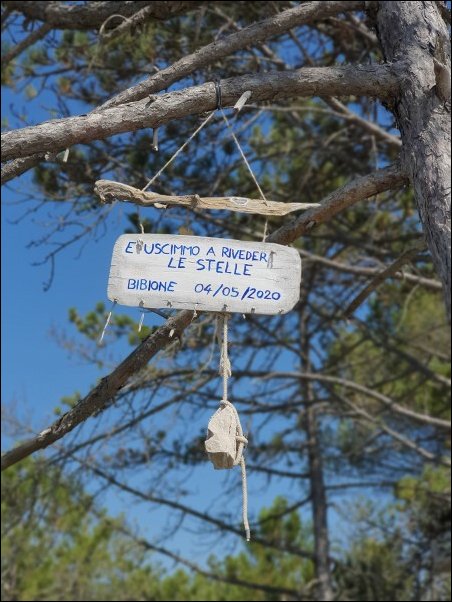 E USCIMMO A RIVEDER
LE STELLE
BIBIONE 04/05/2020